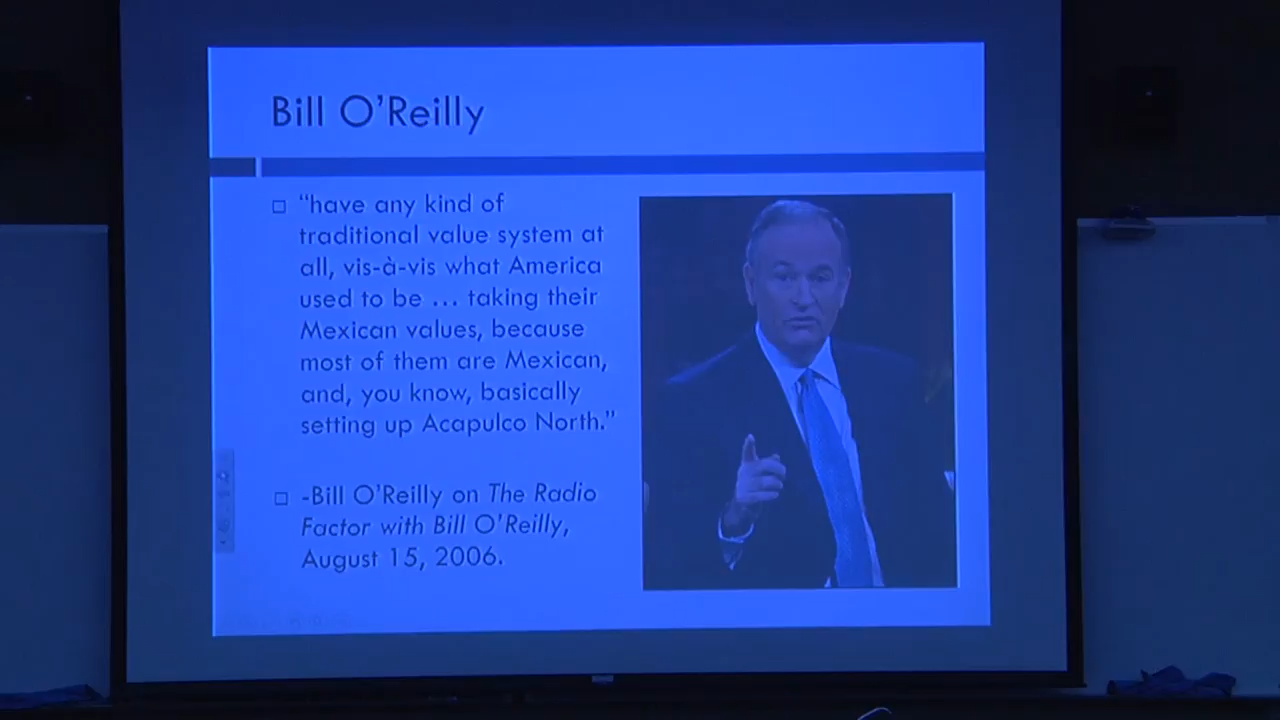 Bill O’Reilly
“have any kind of
traditional value system at
all, vis-à-vis what America
used to be … taking their
Mexican values, because
most of them are Mexican,
and, you know, basically
setting up Acapulco North.”
-Bill O’Reilly on The Radio
Factor with Bill O’Reilly,
August 15, 2006.